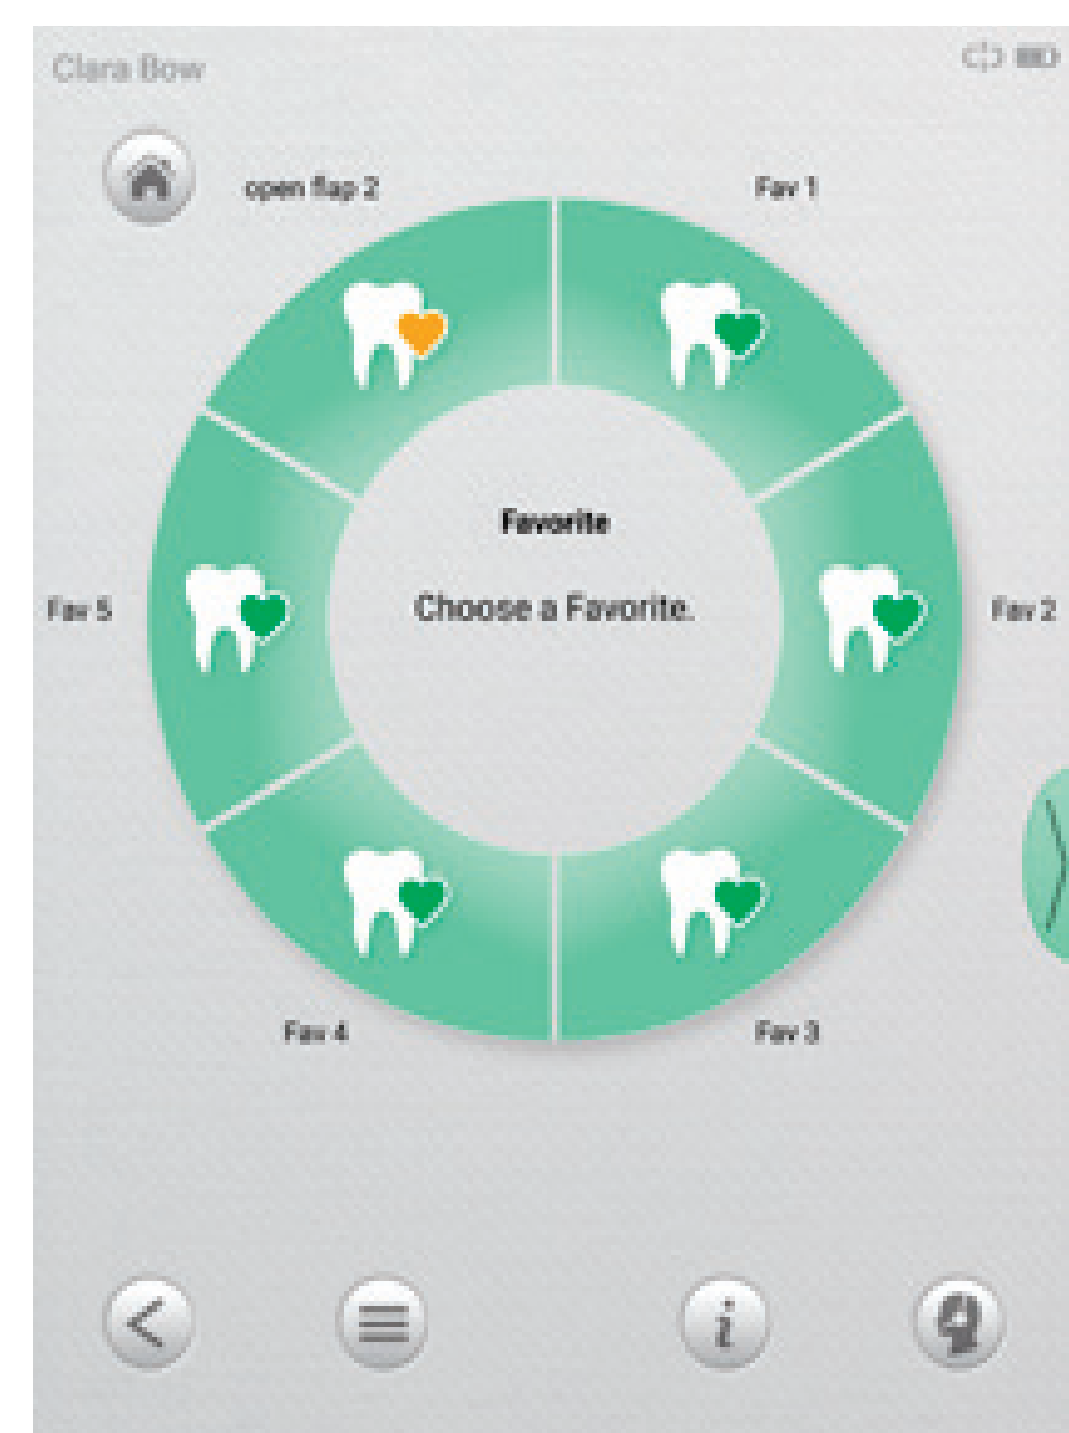 Clara Bow
open flap 2
Fav 1
Favorite
Choose a Favorite.
Fav 5
Fav 2
Fav 4
Fav 3
i